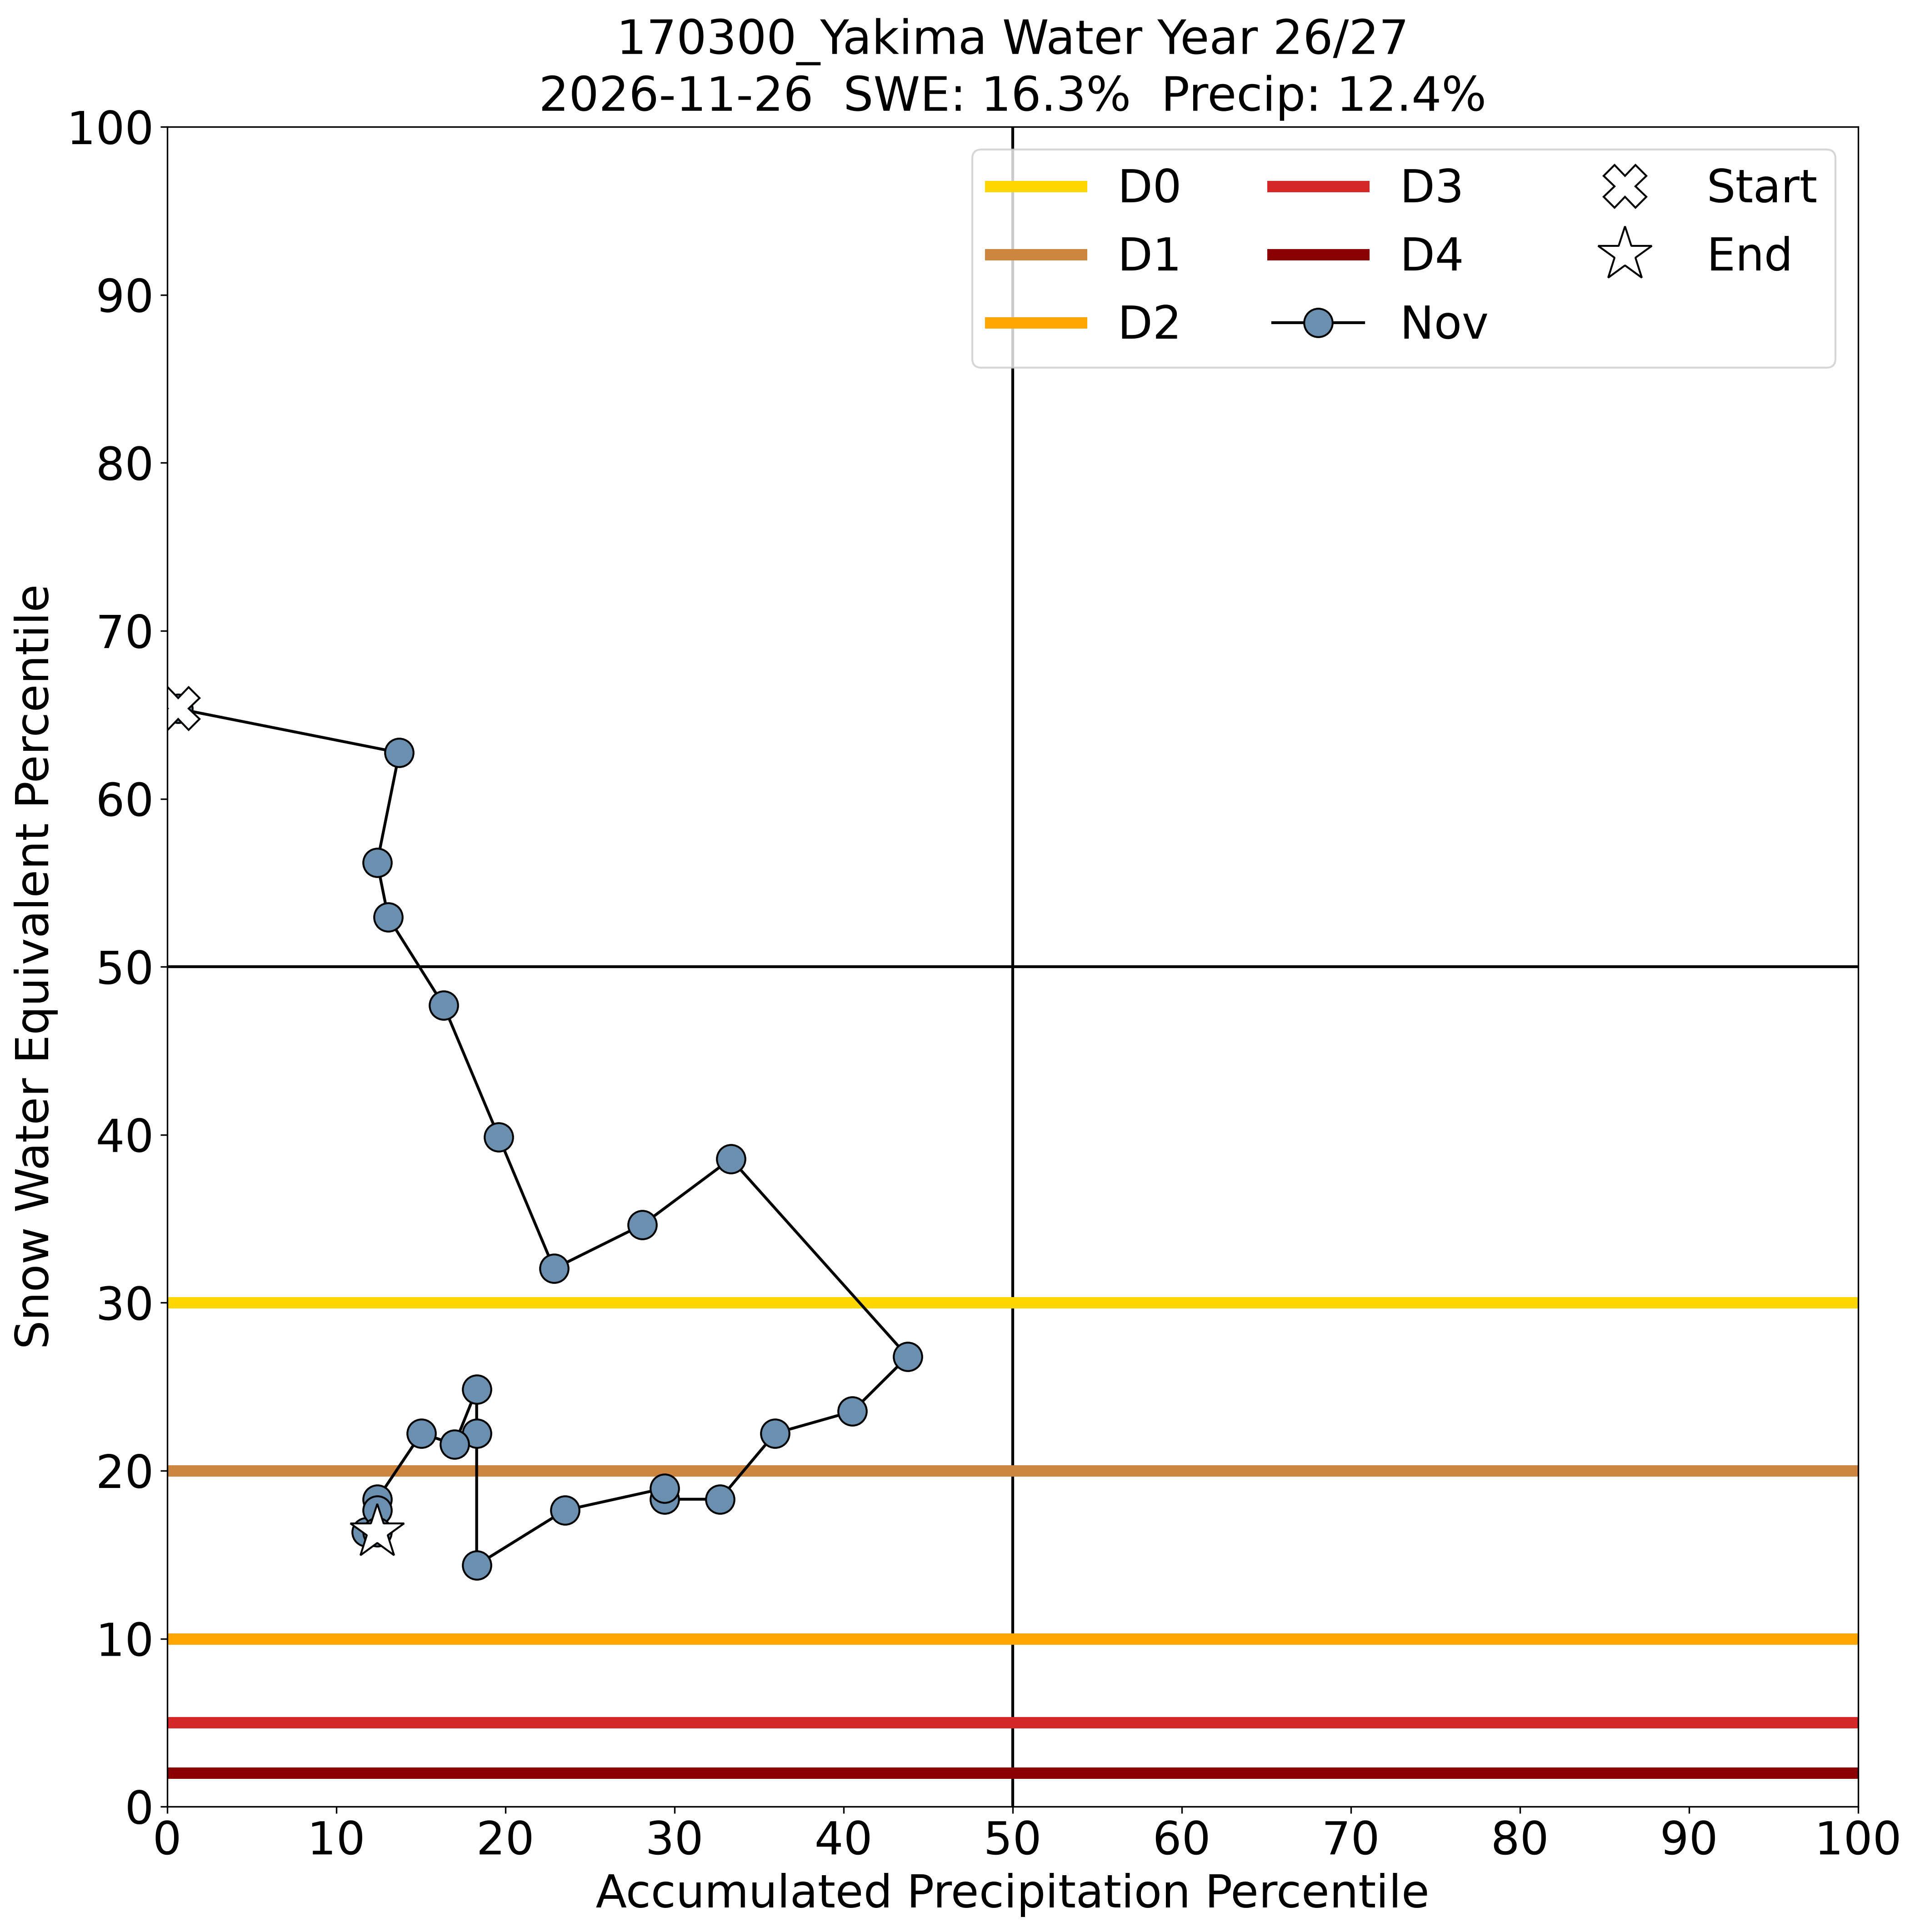 170300_Yakima Water Year 26/27
2026-11-26  SWE: 16.3%  Precip: 12.4%
100
90
80
70
60
50
40
30
20
10
0
Snow Water Equivalent Percentile
D0
D1
D2
D3
D4
Nov
Start
End
0 10 20 30 40 50 60 70 80 90 100
Accumulated Precipitation Percentile